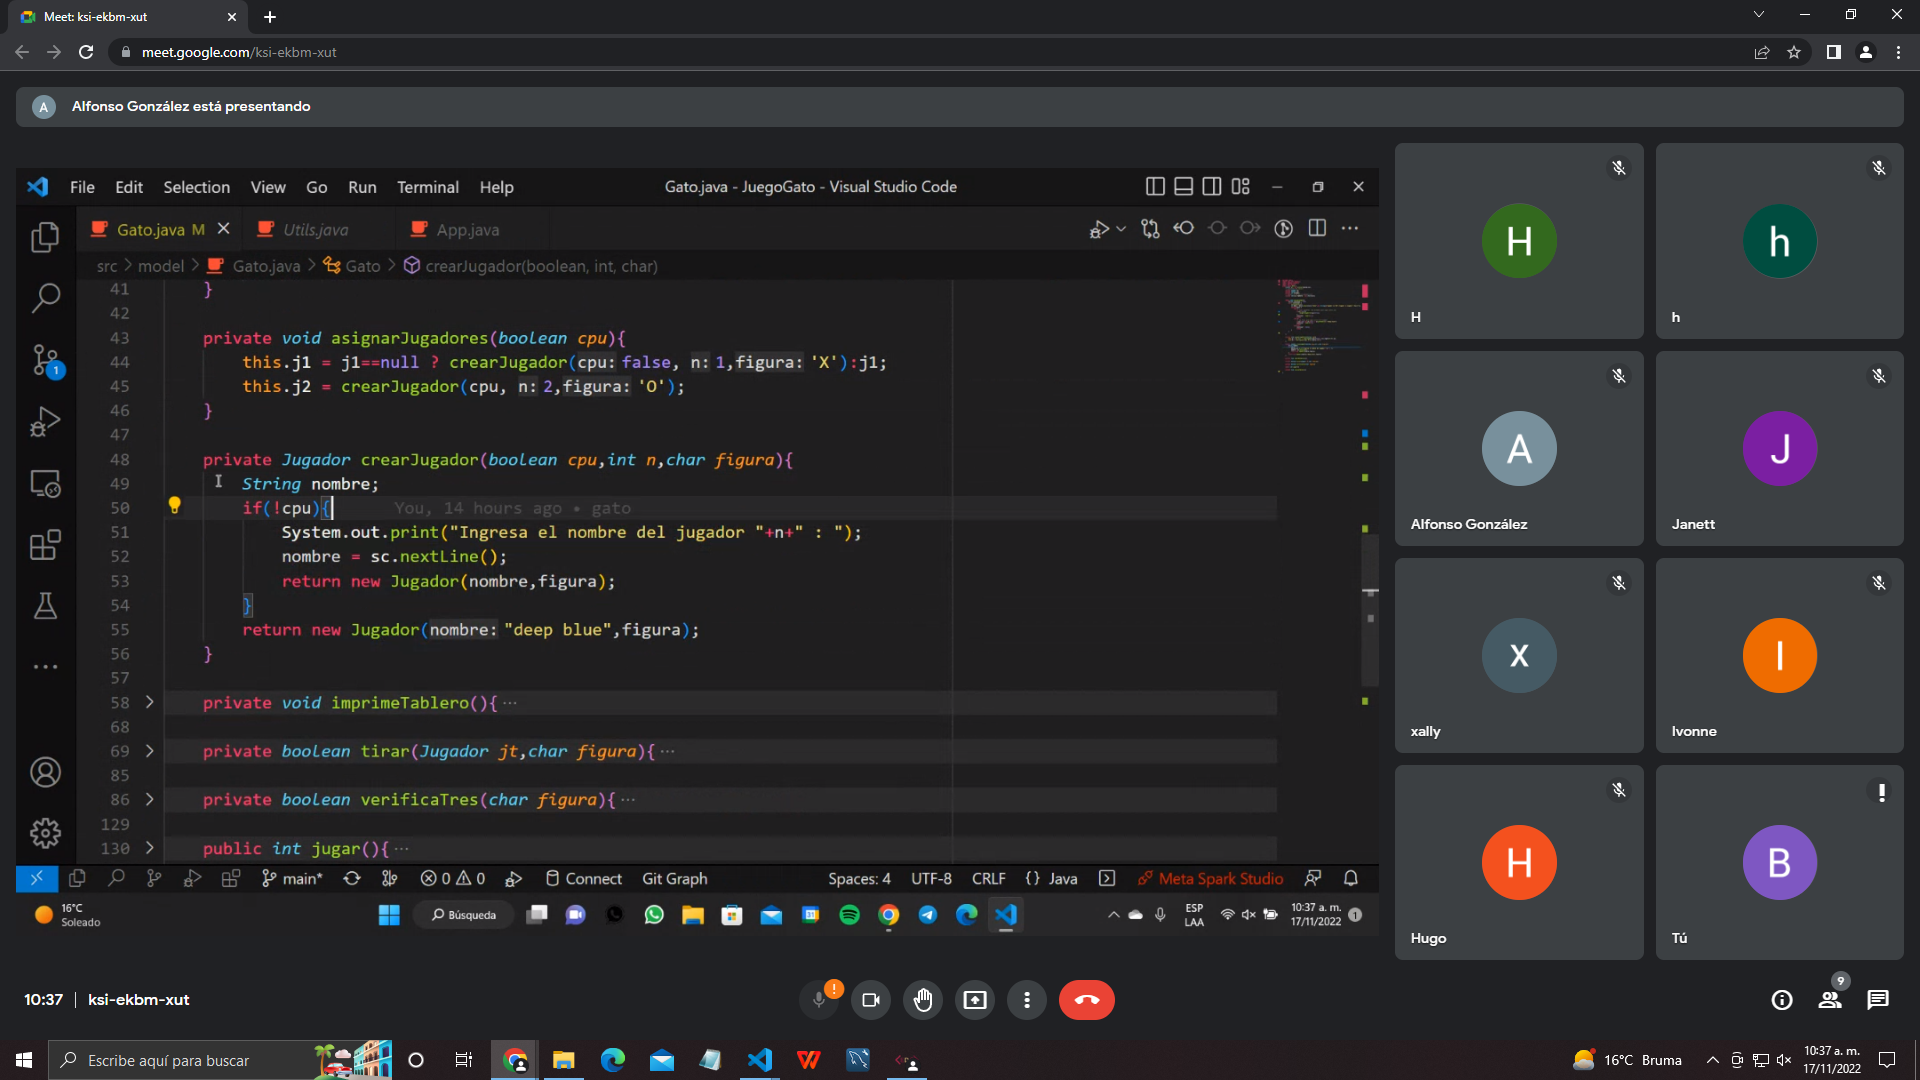 Meet: ksi-ekbm-xut
meet.google.com/ksi-ekbm-xut
A
Alfonso González está presentando
File Edit Selection View Go Run Terminal Help
Gato.java - JuegoGato - Visual Studio Code
Gato.java M
Utils.java
App.java
src > model > Gato.java > Gato > crearJugador(boolean, int, char)
41 }
42
43 private void asignarJugadores(boolean cpu){
44 this.j1 = j1==null ? crearJugador(cpu: false, n: 1,figura: 'X'):j1;
45 this.j2 = crearJugador(cpu, n: 2,figura: 'O');
46 }
47
48 private Jugador crearJugador(boolean cpu,int n,char figura){
49 String nombre;
50 if(!cpu){ You, 14 hours ago • gato
51 System.out.print("Ingresa el nombre del jugador "+n+" : ");
52 nombre = sc.nextLine();
53 return new Jugador(nombre,figura);
54 }
55 return new Jugador(nombre: "deep blue",figura);
56 }
57
58 private void imprimeTablero(){ ...
68
69 private boolean tirar(Jugador jt,char figura){ ...
85
86 private boolean verificaTres(char figura){ ...
129
130 public int jugar(){ ...
1
main* 0 0 Connect Git Graph
Spaces: 4 UTF-8 CRLF {} Java Meta Spark Studio
16°C
Soleado
Búsqueda
ESP
LAA
10:37 a. m.
17/11/2022
1
H
H
h
h
A
Alfonso González
J
Janett
x
xally
I
Ivonne
H
Hugo
B
Tú
10:37 | ksi-ekbm-xut
!
9
Escribe aquí para buscar
16°C Bruma
10:37 a. m.
17/11/2022